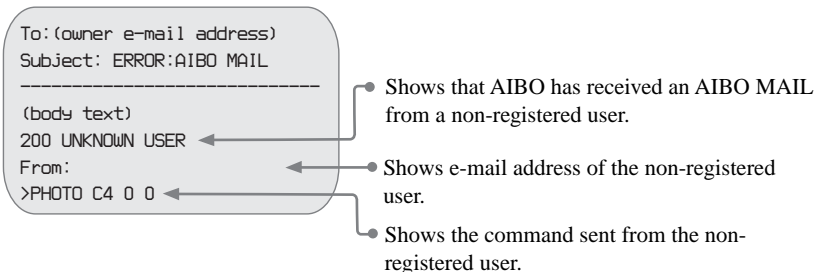 To:(owner e-mail address)
Subject: ERROR:AIBO MAIL
------------------------------
(body text)
200 UNKNOWN USER
From:
>PHOTO C4 0 0
Shows that AIBO has received an AIBO MAIL
from a non-registered user.
Shows e-mail address of the non-registered
user.
Shows the command sent from the non-
registered user.